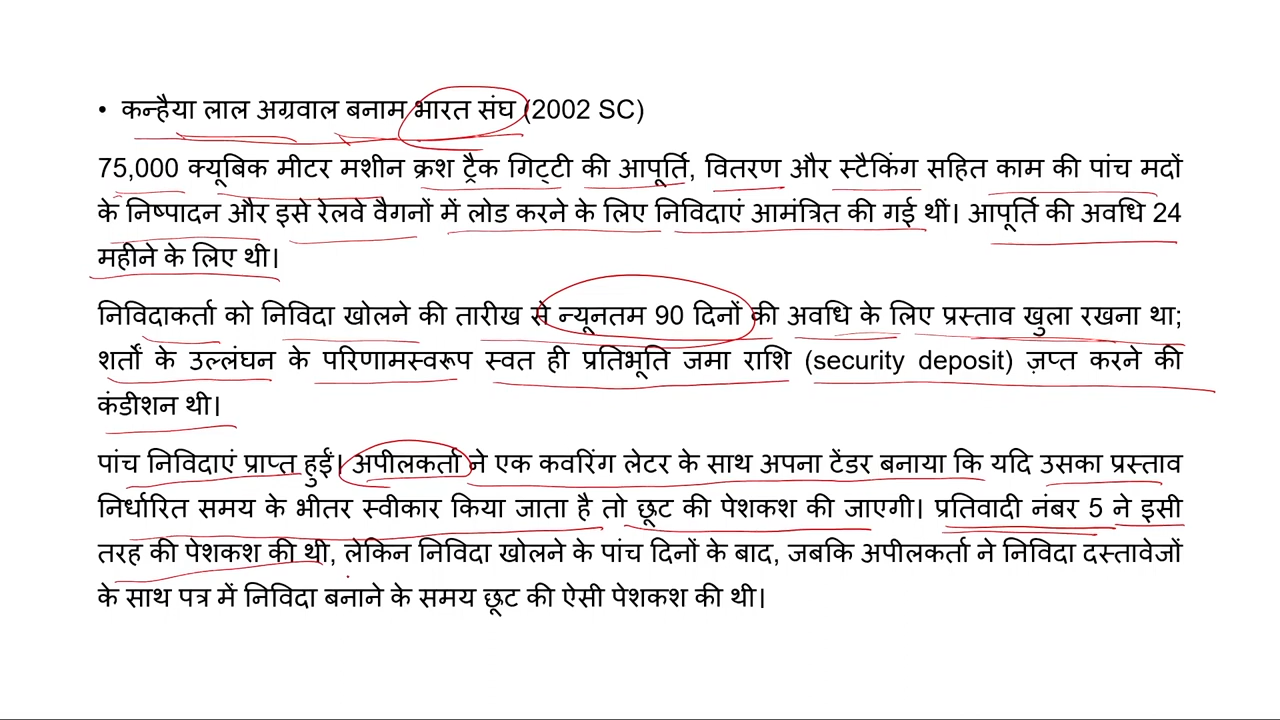 • कन्हैया लाल अग्रवाल बनाम भारत संघ (2002 SC)
75,000 क्यूबिक मीटर मशीन क्रश ट्रैक गिट्टी की आपूर्ति, वितरण और स्टैकिंग सहित काम की पांच मदों
के निष्पादन और इसे रेलवे वैगनों में लोड करने के लिए निविदाएं आमंत्रित की गई थीं। आपूर्ति की अवधि 24
महीने के लिए थी।
निविदाकर्ता को निविदा खोलने की तारीख से न्यूनतम 90 दिनों की अवधि के लिए प्रस्ताव खुला रखना था;
शर्तों के उल्लंघन के परिणामस्वरूप स्वत ही प्रतिभूति जमा राशि (security deposit) ज़प्त करने की
कंडीशन थी।
पांच निविदाएं प्राप्त हुईं। अपीलकर्ता ने एक कवरिंग लेटर के साथ अपना टेंडर बनाया कि यदि उसका प्रस्ताव
निर्धारित समय के भीतर स्वीकार किया जाता है तो छूट की पेशकश की जाएगी। प्रतिवादी नंबर 5 ने इसी
तरह की पेशकश की थी, लेकिन निविदा खोलने के पांच दिनों के बाद, जबकि अपीलकर्ता ने निविदा दस्तावेजों
के साथ पत्र में निविदा बनाने के समय छूट की ऐसी पेशकश की थी।